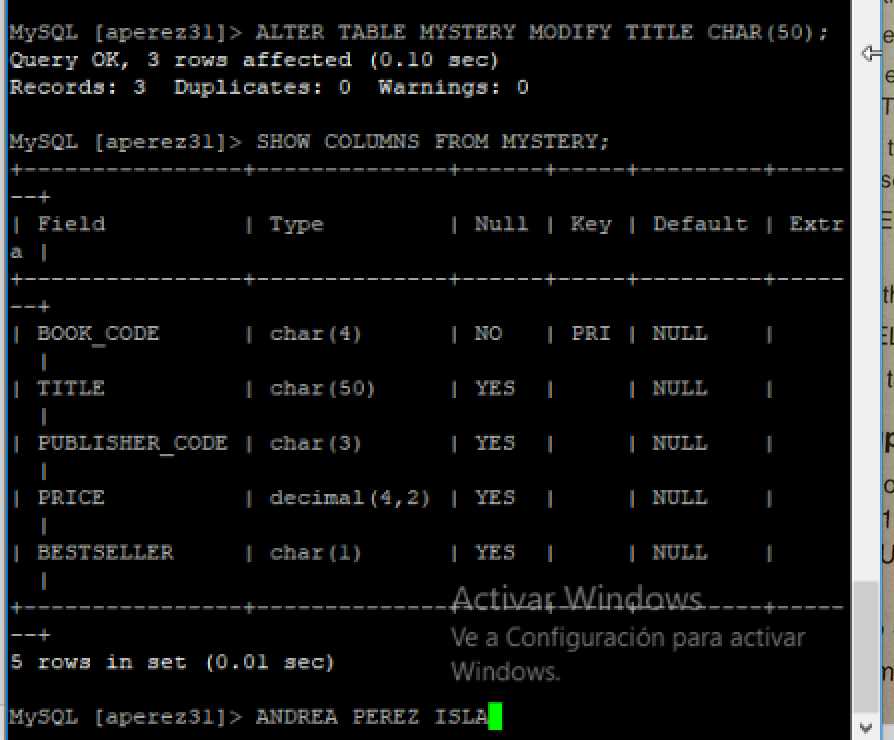 MySQL [aperez31]> ALTER TABLE MYSTERY MODIFY TITLE CHAR(50);
Query OK, 3 rows affected (0.10 sec)
Records: 3  Duplicates: 0  Warnings: 0
MySQL [aperez31]> SHOW COLUMNS FROM MYSTERY;
+-----------------+--------------+------+-----+---------+-----
--+
| Field           | Type         | Null | Key | Default | Extr
a |
+-----------------+--------------+------+-----+---------+-----
--+
| BOOK_CODE       | char(4)      | NO   | PRI | NULL    |
  |
| TITLE           | char(50)     | YES  |     | NULL    |
  |
| PUBLISHER_CODE  | char(3)      | YES  |     | NULL    |
  |
| PRICE           | decimal(4,2) | YES  |     | NULL    |
  |
| BESTSELLER      | char(1)      | YES  |     | NULL    |
  |
+-----------------+--------------+------+-----+---------+-----
--+
5 rows in set (0.01 sec)
MySQL [aperez31]> ANDREA PEREZ ISLA
Activar Windows
Ve a Configuración para activar
Windows.